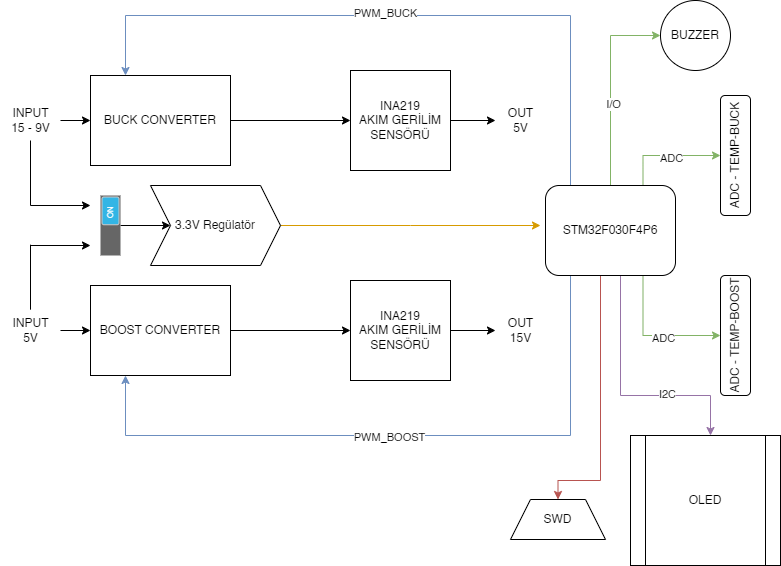 PWM_BUCK
BUZZER
INPUT
15 - 9V
BUCK CONVERTER
INA219
AKIM GERİLİM
SENSÖRÜ
OUT
5V
I/O
ADC
ADC - TEMP-BUCK
ON
3.3V Regülatör
STM32F030F4P6
INPUT
5V
BOOST CONVERTER
INA219
AKIM GERİLİM
SENSÖRÜ
OUT
15V
ADC
ADC - TEMP-BOOST
I2C
PWM_BOOST
SWD
OLED